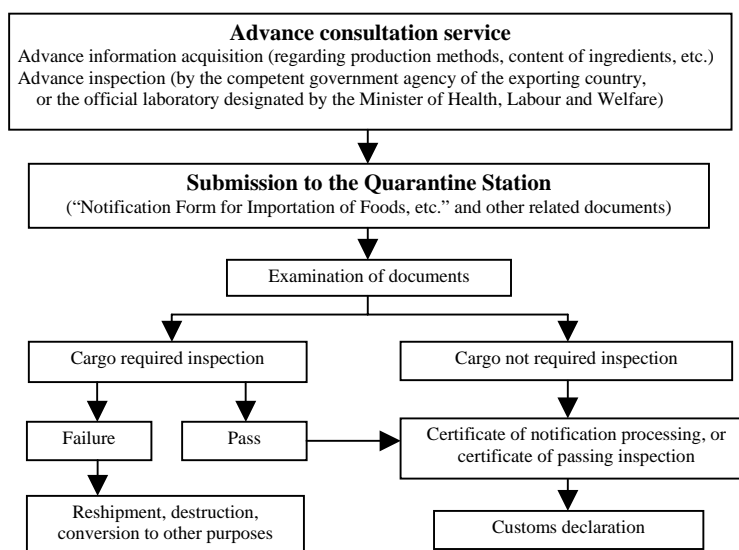 Advance consultation service
Advance information acquisition (regarding production methods, content of ingredients, etc.)
Advance inspection (by the competent government agency of the exporting country,
or the official laboratory designated by the Minister of Health, Labour and Welfare)
Submission to the Quarantine Station
(“Notification Form for Importation of Foods, etc.” and other related documents)
Examination of documents
Cargo required inspection
Cargo not required inspection
Failure
Pass
Certificate of notification processing, or
certificate of passing inspection
Reshipment, destruction,
conversion to other purposes
Customs declaration